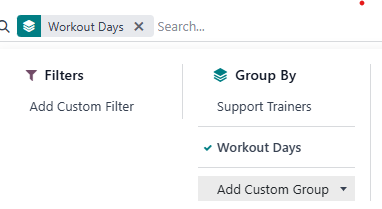 Workout Days
Search...
Filters
Add Custom Filter
Group By
Support Trainers
Workout Days
Add Custom Group